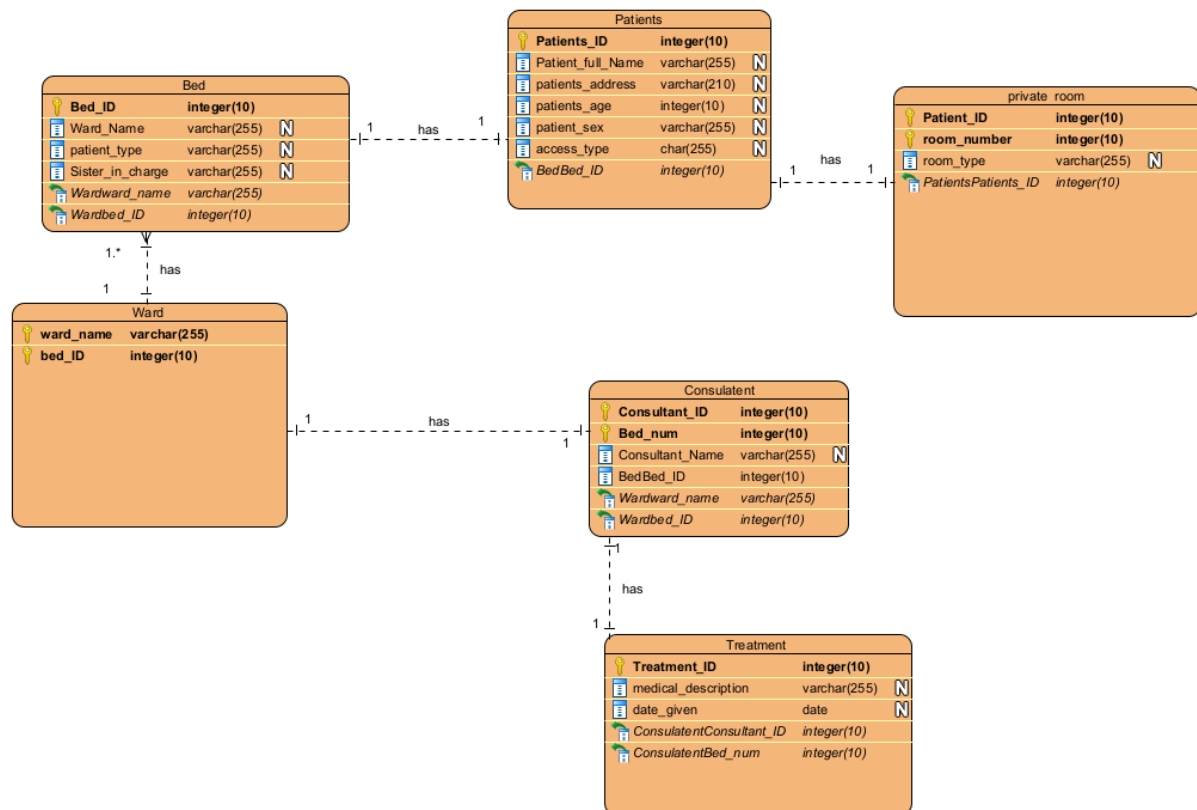 Patients
Patients_ID integer(10)
Patient_full_Name varchar(255) N
patients_address varchar(210) N
patients_age integer(10) N
patient_sex varchar(255) N
access_type char(255) N
BedBed_ID integer(10)
Bed
Bed_ID integer(10)
Ward_Name varchar(255) N
patient_type varchar(255) N
Sister_in_charge varchar(255) N
Wardward_name varchar(255)
Wardbed_ID integer(10)
1 has 1
private_room
Patient_ID integer(10)
room_number integer(10)
room_type varchar(255) N
PatientsPatients_ID integer(10)
1 has 1
1.*
has
1
Ward
ward_name varchar(255)
bed_ID integer(10)
1 has 1
Consulatent
Consultant_ID integer(10)
Bed_num integer(10)
Consultant_Name varchar(255) N
BedBed_ID integer(10)
Wardward_name varchar(255)
Wardbed_ID integer(10)
1
has
1
Treatment
Treatment_ID integer(10)
medical_description varchar(255) N
date_given date N
ConsulatentConsultant_ID integer(10)
ConsulatentBed_num integer(10)